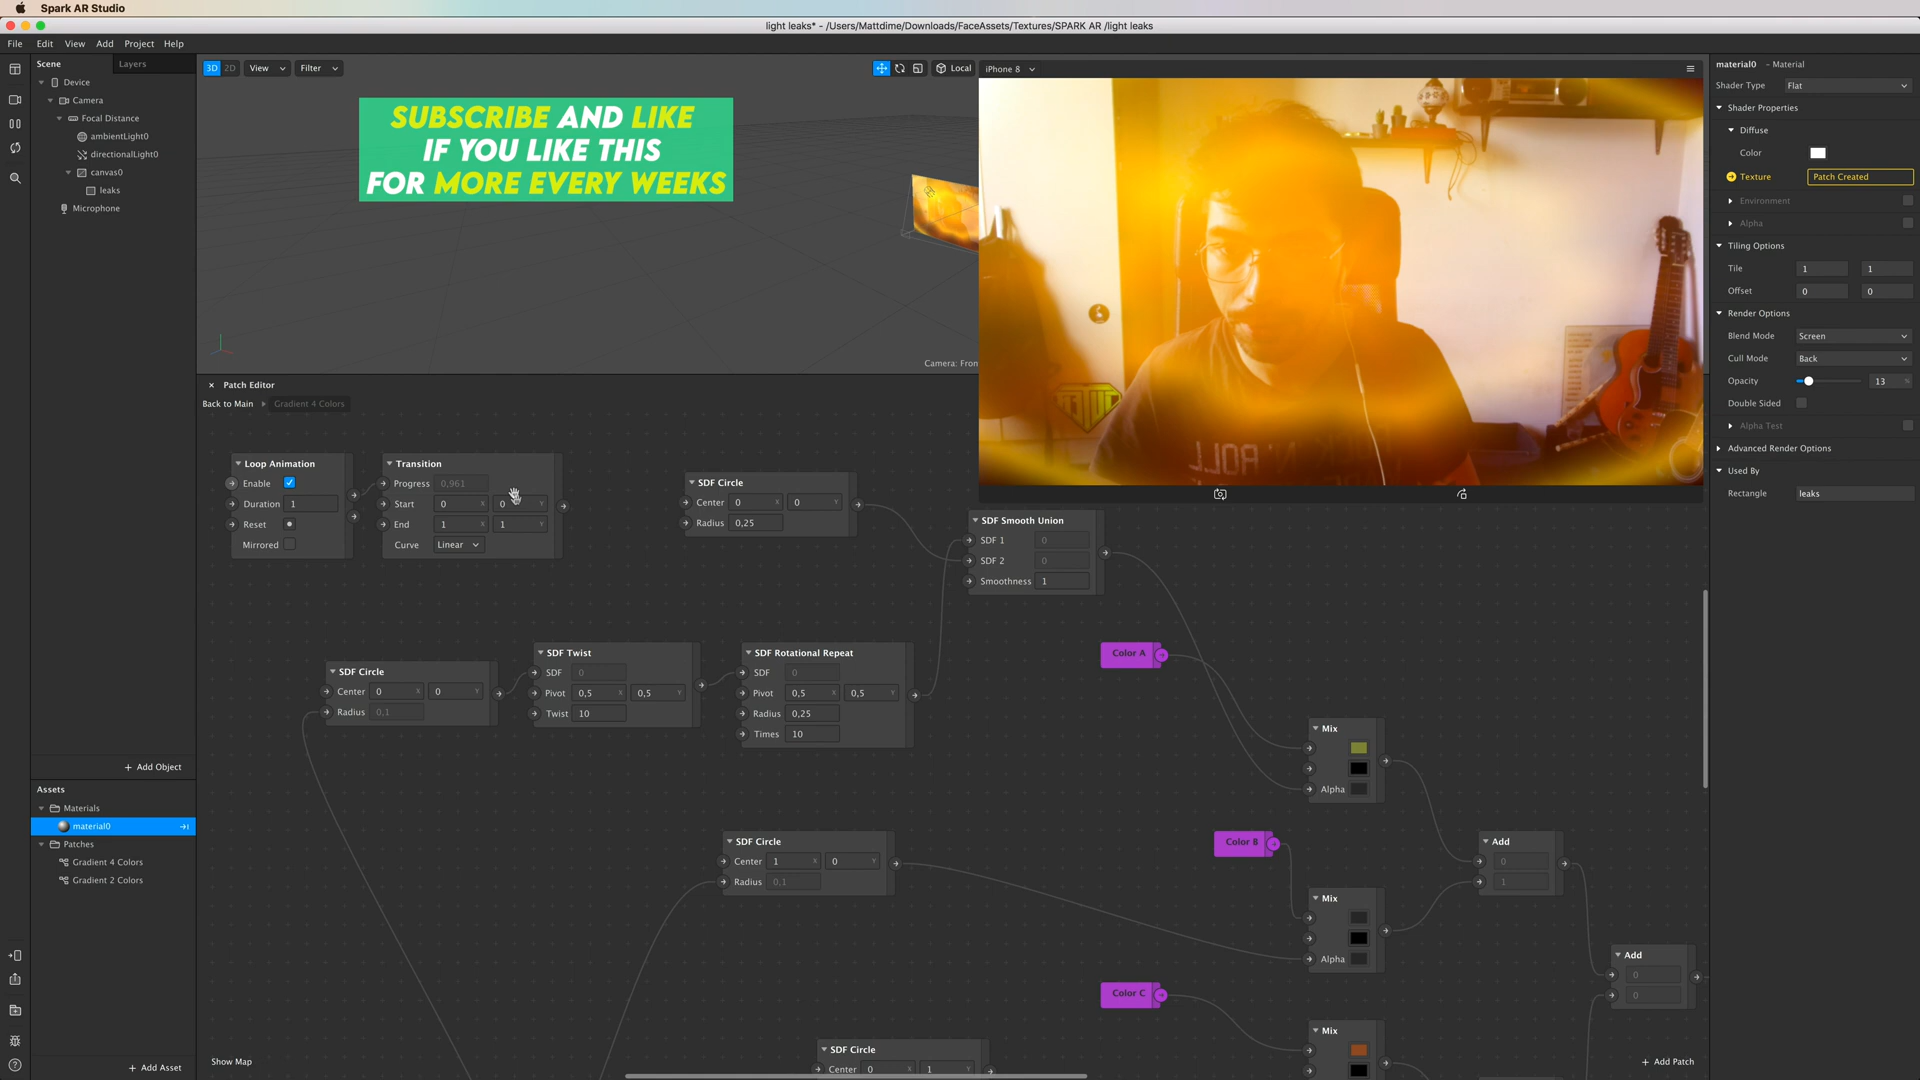 Spark AR Studio
light leaks* - /Users/Mattdime/Downloads/FaceAssets/Textures/SPARK AR /light leaks
File Edit View Add Project Help
Scene Layers
Device
Camera
Focal Distance
ambientLight0
directionalLight0
canvas0
leaks
Microphone
+ Add Object
Assets
Materials
material0
Patches
Gradient 4 Colors
Gradient 2 Colors
+ Add Asset
3D 2D View Filter
Local
SUBSCRIBE AND LIKE
IF YOU LIKE THIS
FOR MORE EVERY WEEKS
Camera: Fron
iPhone 8
Patch Editor
Back to Main Gradient 4 Colors
Loop Animation
Enable
Duration 1
Reset
Mirrored
Transition
Progress 0,961
Start 0 X 0 Y
End 1 X 1 Y
Curve Linear
SDF Circle
Center 0 X 0 Y
Radius 0,25
SDF Smooth Union
SDF 1 0
SDF 2 0
Smoothness 1
SDF Circle
Center 0 X 0 Y
Radius 0,1
SDF Twist
SDF 0
Pivot 0,5 X 0,5 Y
Twist 10
SDF Rotational Repeat
SDF 0
Pivot 0,5 X 0,5 Y
Radius 0,25
Times 10
Color A
Mix
Alpha
SDF Circle
Center 1 X 0 Y
Radius 0,1
Color B
Mix
Alpha
Add
0
1
Color C
Mix
Add
0
0
SDF Circle
Center 0 X 1 Y
Show Map
+ Add Patch
material0 - Material
Shader Type Flat
Shader Properties
Diffuse
Color
Texture Patch Created
Environment
Alpha
Tiling Options
Tile 1 1
Offset 0 0
Render Options
Blend Mode Screen
Cull Mode Back
Opacity 13 %
Double Sided
Alpha Test
Advanced Render Options
Used By
Rectangle leaks